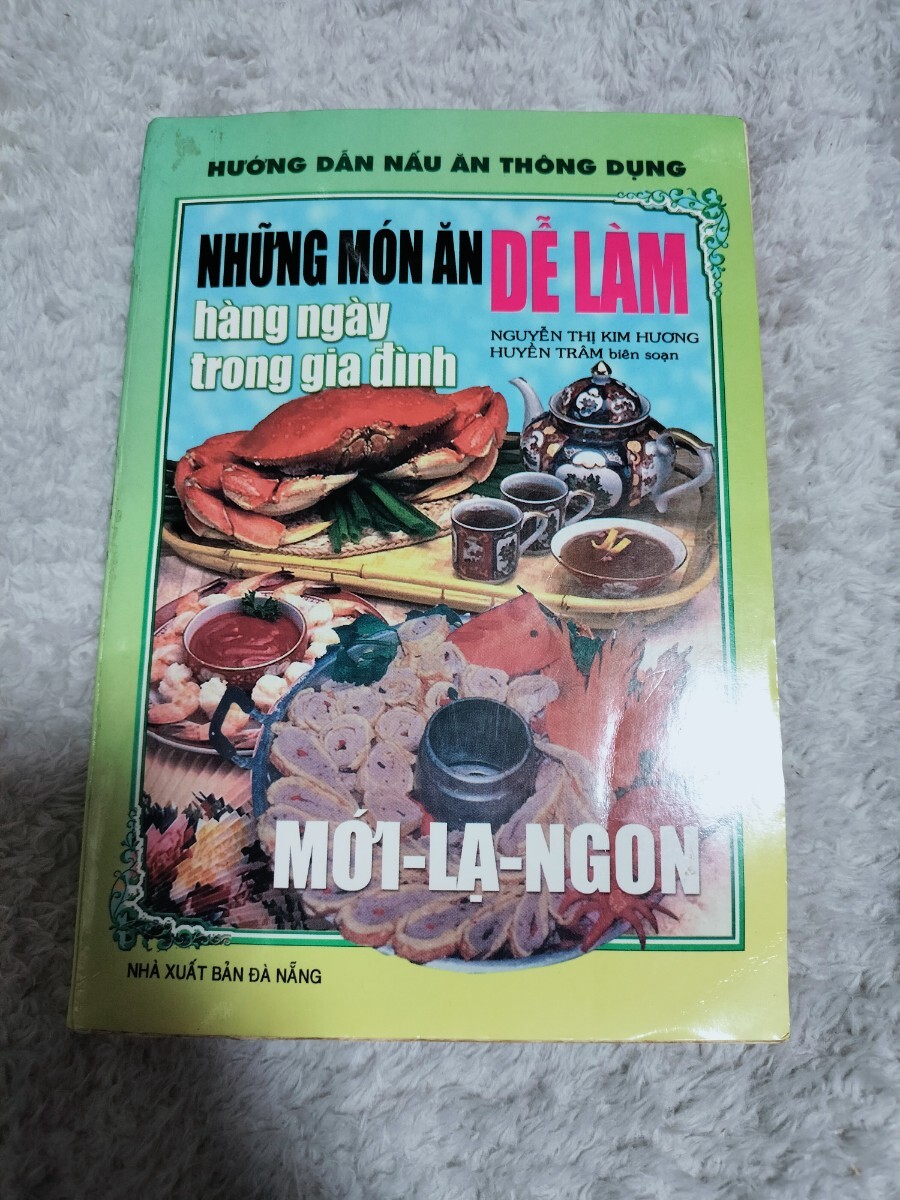 HƯỚNG DẪN NẤU ĂN THÔNG DỤNG
NHỮNG MÓN ĂN DỄ LÀM
hàng ngày
trong gia đình
NGUYỄN THỊ KIM HƯƠNG
HUYỀN TRÂM biên soạn
MỚI-LẠ-NGON
NHÀ XUẤT BẢN ĐÀ NẴNG